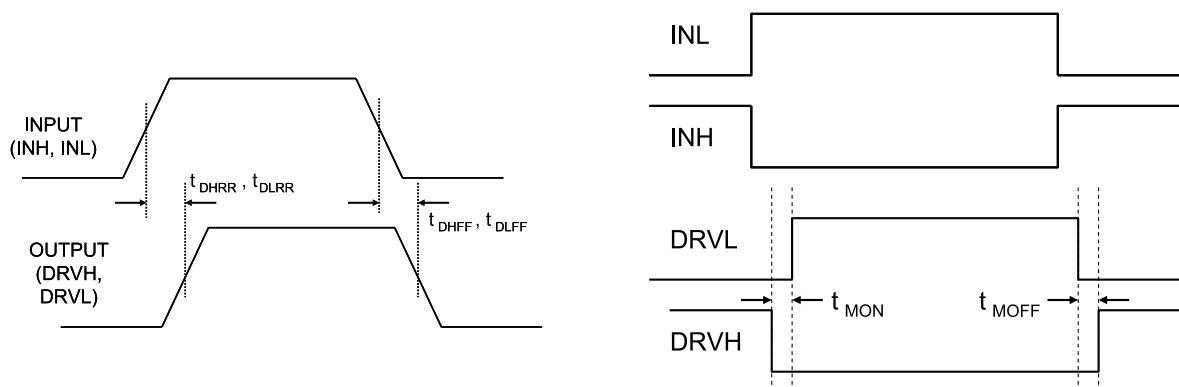 INPUT
(INH, INL)
t DHRR , t DLRR
t DHFF , t DLFF
OUTPUT
(DRVH,
DRVL)
INL
INH
DRVL
t MON
t MOFF
DRVH